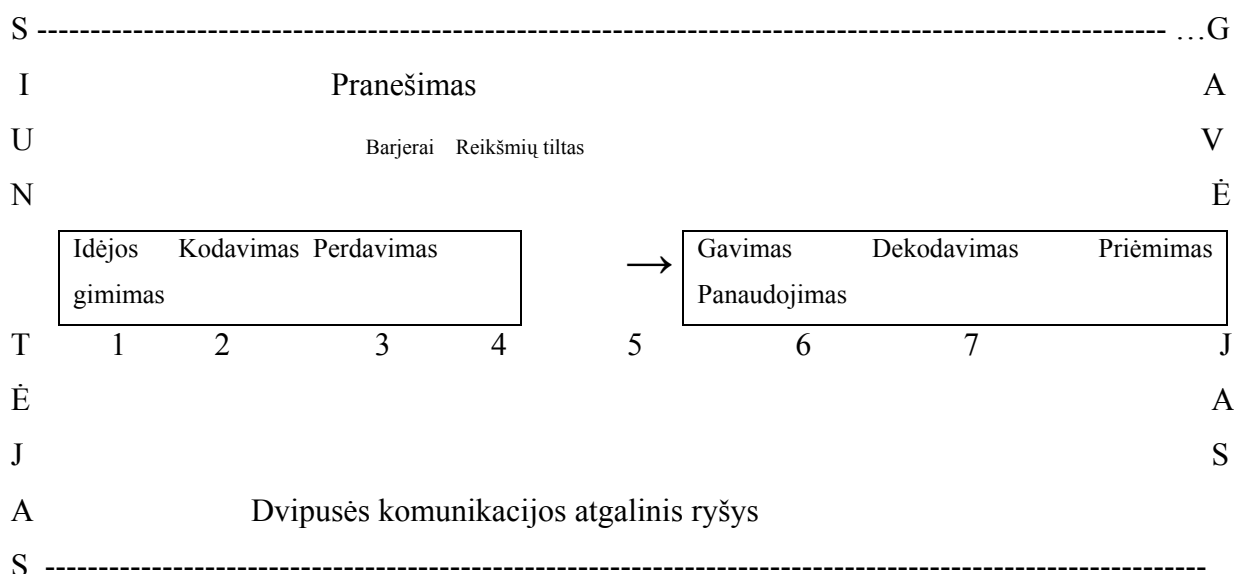 S ---------------------------------------------------------------------------------------------------------- …G
I Pranešimas A
U Barjerai Reikšmių tiltas V
N Ė
Idėjos Kodavimas Perdavimas → Gavimas Dekodavimas Priėmimas
gimimas Panaudojimas
T 1 2 3 4 5 6 7 J
Ė A
J S
A Dvipusės komunikacijos atgalinis ryšys
S -------------------------------------------------------------------------------------------------------------